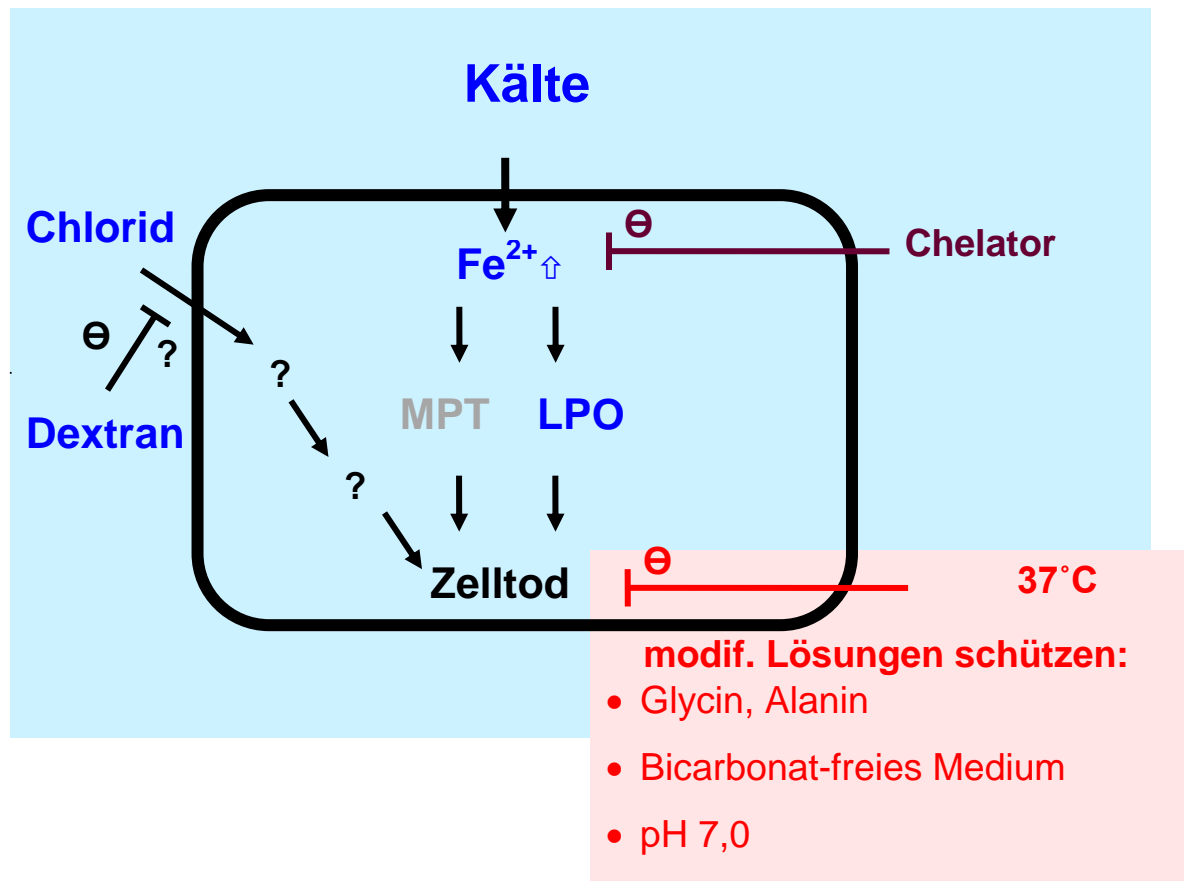 Kälte
Chlorid
Ɵ
Chelator
Fe²⁺⇧
Ɵ
?
?
MPT LPO
Dextran
?
Zelltod
Ɵ
37˚C
modif. Lösungen schützen:
• Glycin, Alanin
• Bicarbonat-freies Medium
• pH 7,0